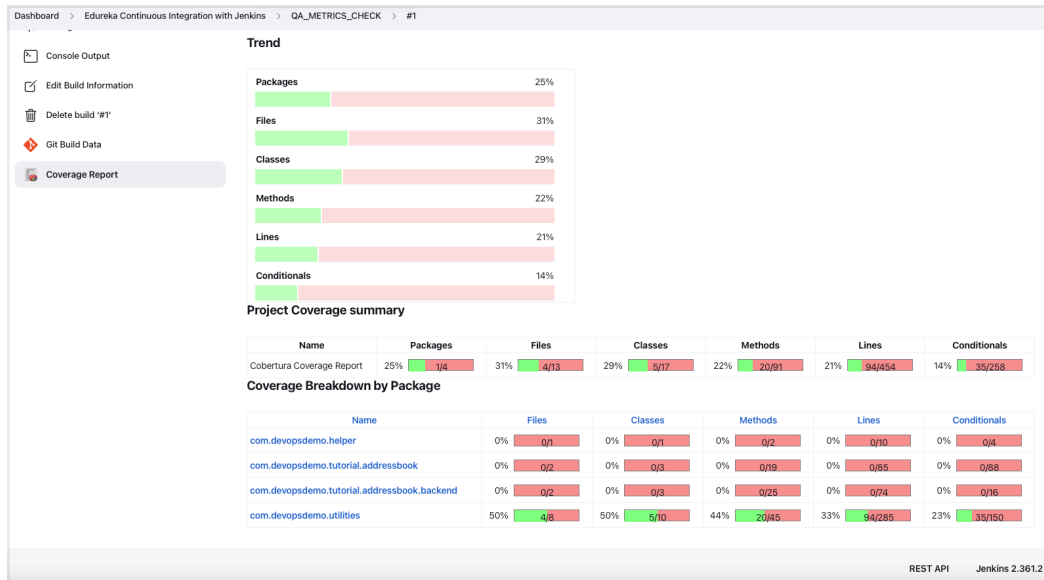 Dashboard > Edureka Continuous Integration with Jenkins > QA_METRICS_CHECK > #1
Console Output
Edit Build Information
Delete build '#1'
Git Build Data
Coverage Report
Trend
Packages 25%
Files 31%
Classes 29%
Methods 22%
Lines 21%
Conditionals 14%
Project Coverage summary
Name Packages Files Classes Methods Lines Conditionals
Cobertura Coverage Report 25% 1/4 31% 4/13 29% 5/17 22% 20/91 21% 94/454 14% 35/258
Coverage Breakdown by Package
Name Files Classes Methods Lines Conditionals
com.devopsdemo.helper 0% 0/1 0% 0/1 0% 0/2 0% 0/10 0% 0/4
com.devopsdemo.tutorial.addressbook 0% 0/2 0% 0/3 0% 0/19 0% 0/85 0% 0/88
com.devopsdemo.tutorial.addressbook.backend 0% 0/2 0% 0/3 0% 0/25 0% 0/74 0% 0/16
com.devopsdemo.utilities 50% 4/8 50% 5/10 44% 20/45 33% 94/285 23% 35/150
REST API Jenkins 2.361.2